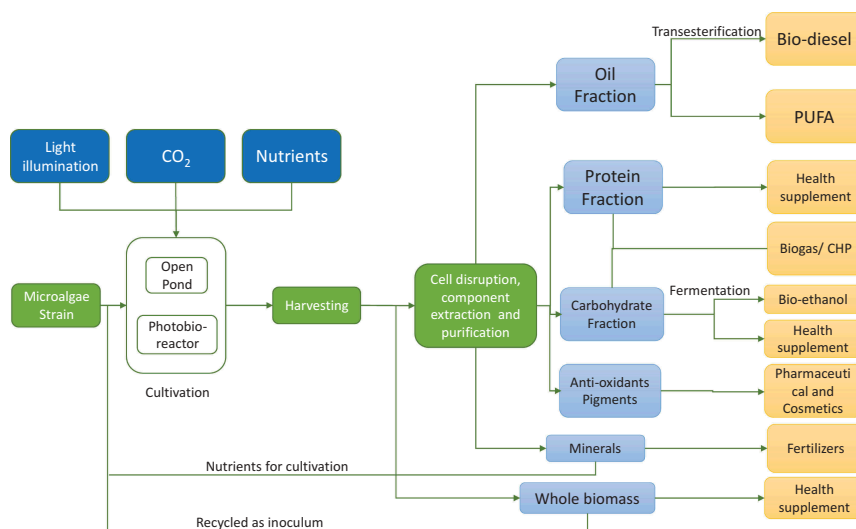 Transesterification
Bio-diesel
Oil
Fraction
PUFA
Light
illumination
CO₂
Nutrients
Protein
Fraction
Health
supplement
Biogas/ CHP
Open
Pond
Microalgae
Strain
Photobio-
reactor
Harvesting
Cell disruption,
component
extraction and
purification
Carbohydrate
Fraction
Fermentation
Bio-ethanol
Health
supplement
Cultivation
Anti-oxidants
Pigments
Pharmaceuti
cal and
Cosmetics
Minerals
Fertilizers
Nutrients for cultivation
Whole biomass
Health
supplement
Recycled as inoculum